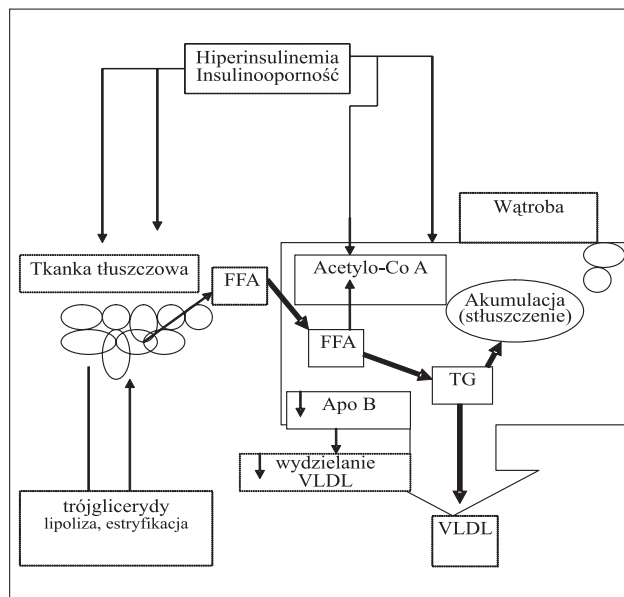 Hiperinsulinemia
Insulinooporność
Wątroba
Tkanka tłuszczowa
FFA
Acetylo-Co A
Akumulacja
(stłuszczenie)
FFA
TG
Apo B
wydzielanie
VLDL
trójglicerydy
lipoliza, estryfikacja
VLDL